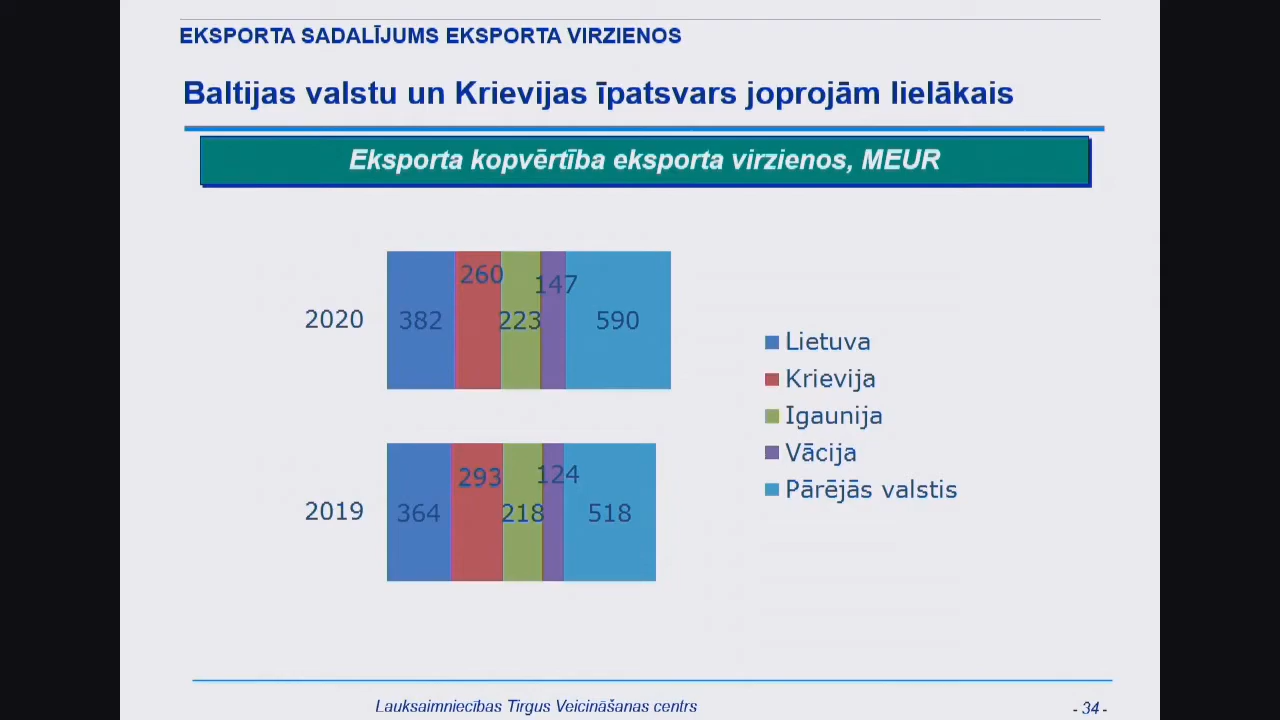 EKSPORTA SADALĪJUMS EKSPORTA VIRZIENOS
Baltijas valstu un Krievijas īpatsvars joprojām lielākais
Eksporta kopvērtība eksporta virzienos, MEUR
2020
382
260
223
147
590
2019
364
293
218
124
518
Lietuva
Krievija
Igaunija
Vācija
Pārējās valstis
Lauksaimniecības Tirgus Veicināšanas centrs
- 34 -